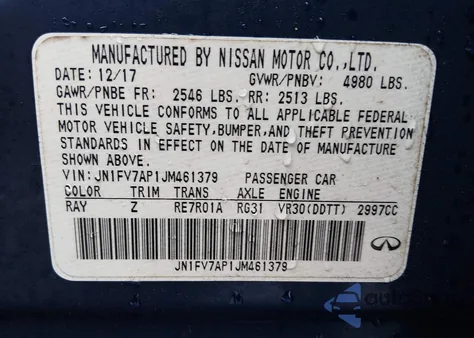 MANUFACTURED BY NISSAN MOTOR CO.,LTD.
DATE: 12/17 GVWR/PNBV: 4980 LBS.
GAWR/PNBE FR: 2546 LBS. RR: 2513 LBS.
THIS VEHICLE CONFORMS TO ALL APPLICABLE FEDERAL
MOTOR VEHICLE SAFETY, BUMPER, AND THEFT PREVENTION
STANDARDS IN EFFECT ON THE DATE OF MANUFACTURE
SHOWN ABOVE.
VIN: JN1FV7AP1JM461379 PASSENGER CAR
COLOR TRIM TRANS AXLE ENGINE
RAY Z RE7R01A RG31 VR30(DDTT) 2997CC
JN1FV7AP1JM461379